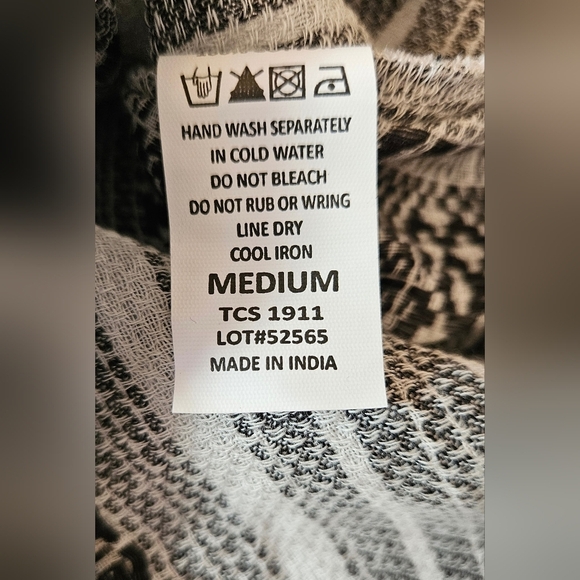 HAND WASH SEPARATELY
IN COLD WATER
DO NOT BLEACH
DO NOT RUB OR WRING
LINE DRY
COOL IRON
MEDIUM
TCS 1911
LOT#52565
MADE IN INDIA